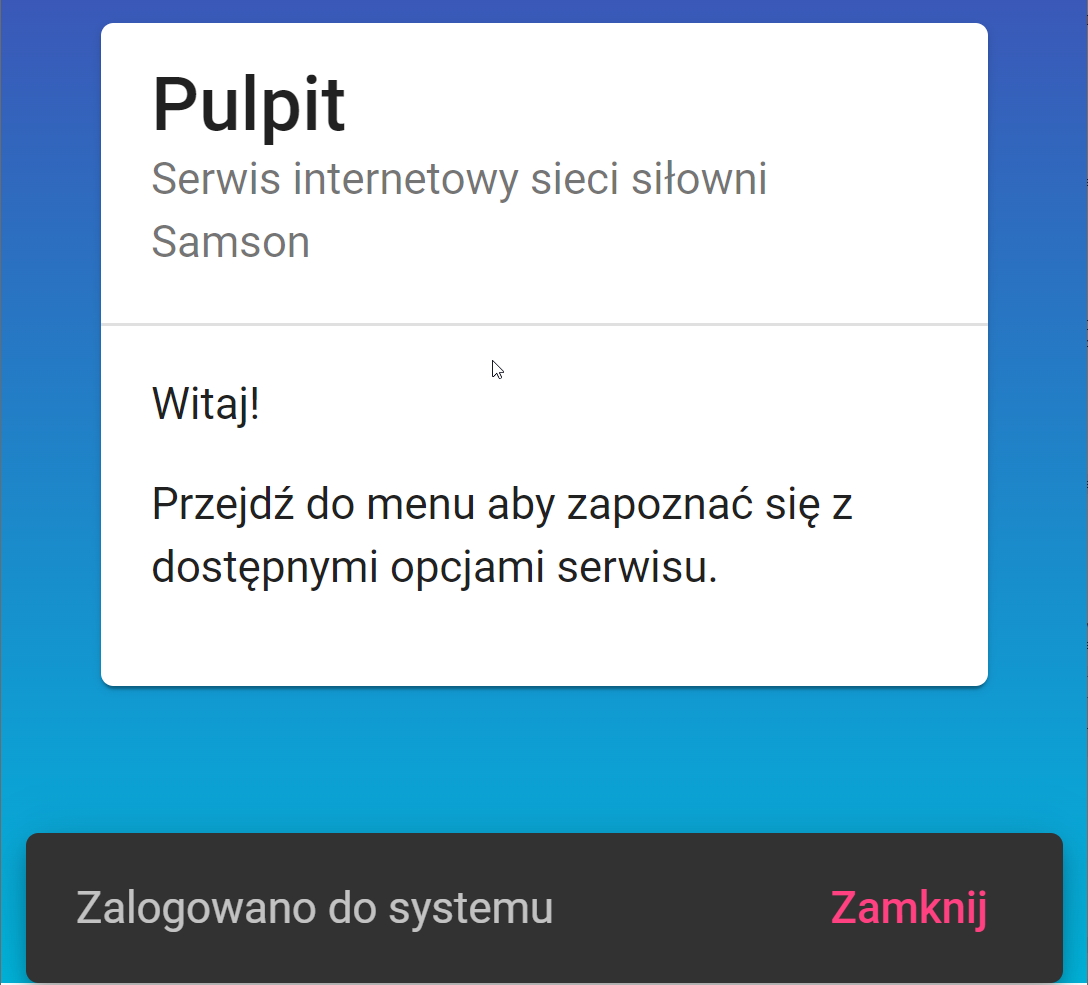 Pulpit
Serwis internetowy sieci siłowni
Samson
Witaj!
Przejdź do menu aby zapoznać się z
dostępnymi opcjami serwisu.
Zalogowano do systemu Zamknij